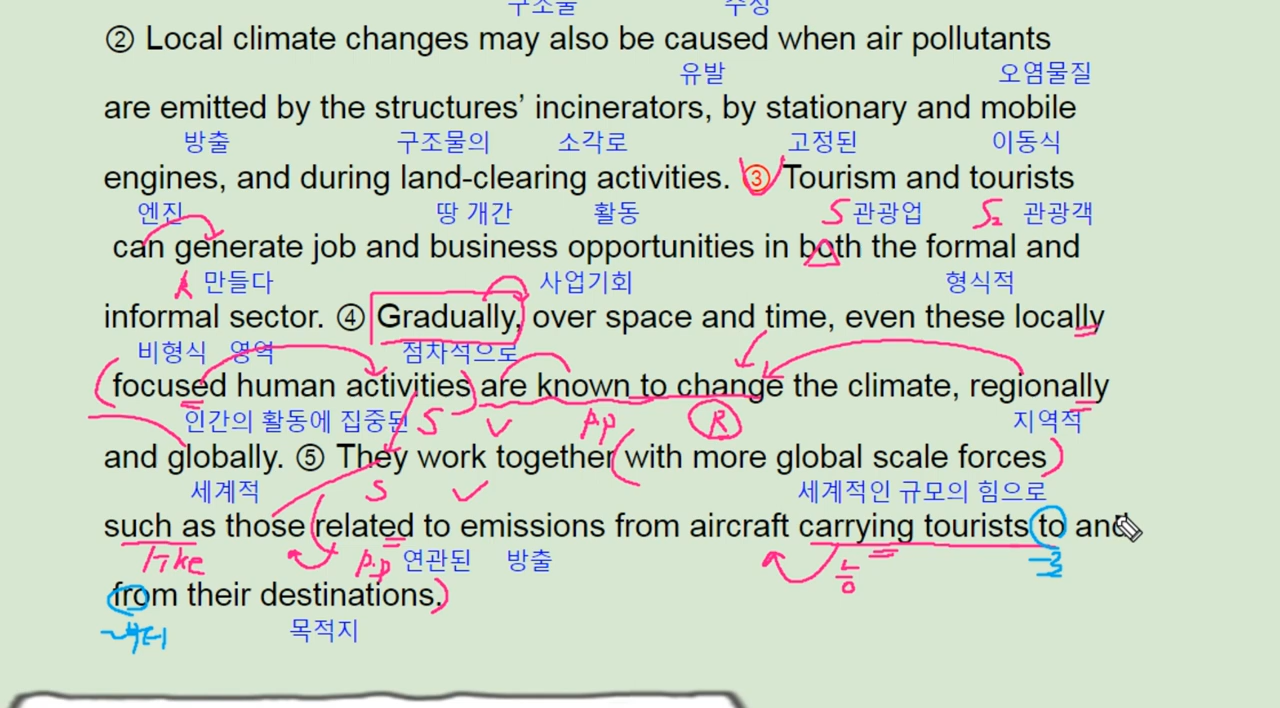 구조물 수정
② Local climate changes may also be caused when air pollutants
유발 오염물질
are emitted by the structures’ incinerators, by stationary and mobile
방출 구조물의 소각로 고정된 이동식
engines, and during land-clearing activities. ③ Tourism and tourists
엔진 땅 개간 활동 S 관광업 S₂ 관광객
can generate job and business opportunities in both the formal and
R 만들다 사업기회 형식적
informal sector. ④ Gradually, over space and time, even these locally
비형식 영역 점차적으로
focused human activities are known to change the climate, regionally
인간의 활동에 집중된 S V p.p R 지역적
and globally. ⑤ They work together with more global scale forces
세계적 S V 세계적인 규모의 힘으로
such as those related to emissions from aircraft carrying tourists to and
like p.p 연관된 방출 는 ~로
from their destinations.
~부터 목적지